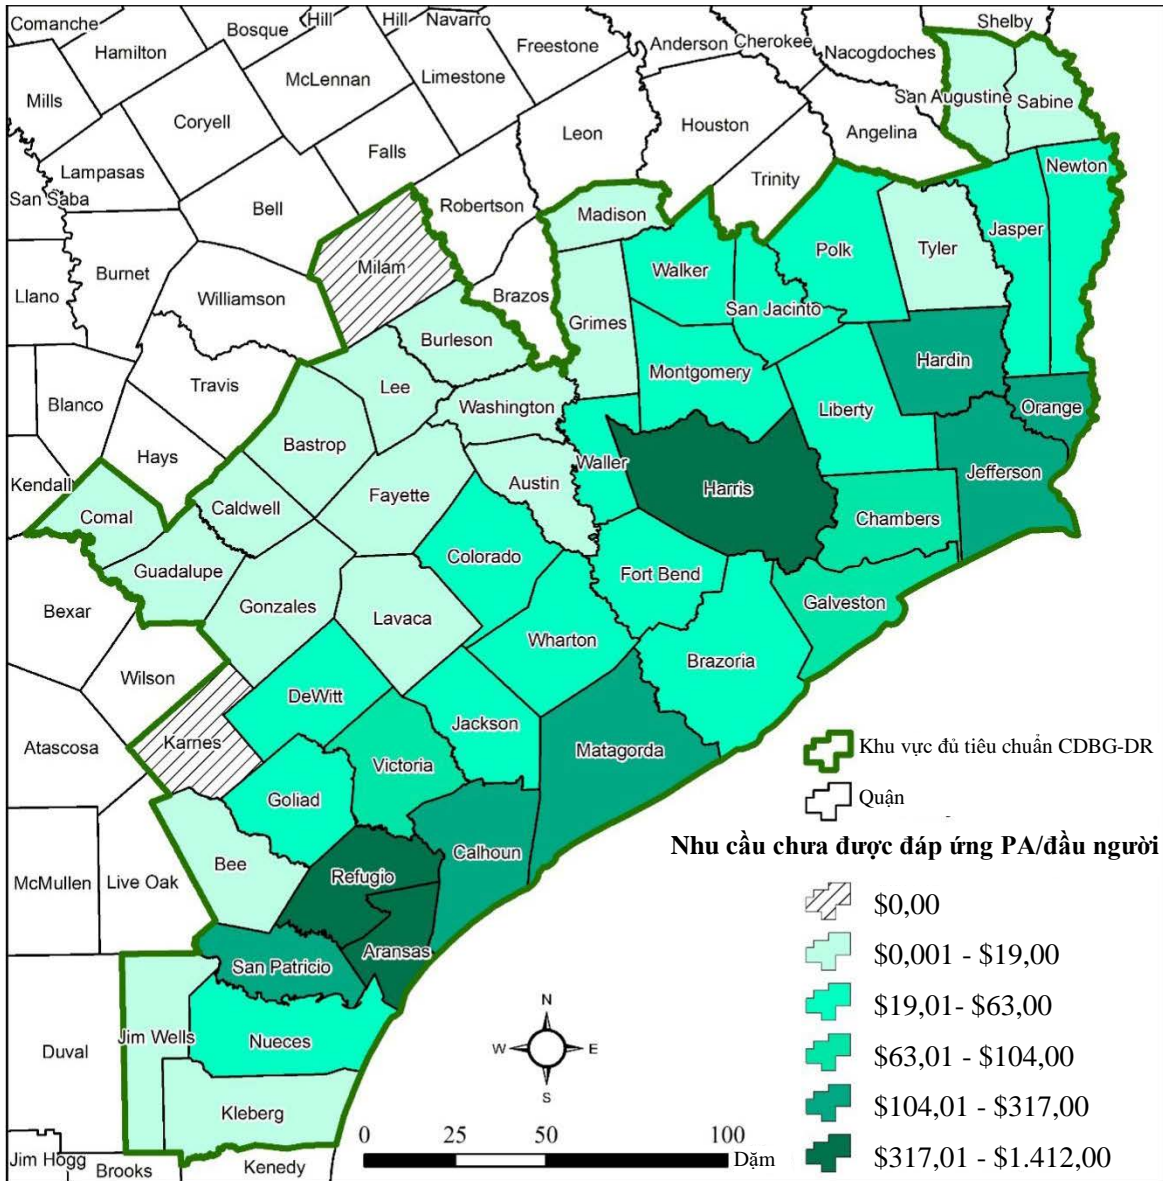 Shelby
Comanche
Hill
Hill
Navarro
Bosque
Hamilton
Freestone
Anderson
Cherokee
Nacogdoches
McLennan
Limestone
San Augustine
Sabine
Mills
Coryell
Leon
Houston
Angelina
Falls
Newton
Lampasas
Trinity
San Saba
Bell
Robertson
Madison
Jasper
Polk
Tyler
Burnet
Milam
Walker
Llano
Williamson
Brazos
San Jacinto
Grimes
Burleson
Hardin
Montgomery
Travis
Lee
Blanco
Washington
Liberty
Orange
Bastrop
Hays
Waller
Jefferson
Kendall
Austin
Harris
Fayette
Caldwell
Comal
Chambers
Colorado
Guadalupe
Fort Bend
Bexar
Gonzales
Lavaca
Galveston
Wharton
Brazoria
Wilson
DeWitt
Jackson
Atascosa
Karnes
Matagorda
Victoria
Goliad
Calhoun
Bee
Refugio
McMullen
Live Oak
Aransas
San Patricio
Jim Wells
Nueces
Duval
Kleberg
Jim Hogg
Brooks
Kenedy
Khu vực đủ tiêu chuẩn CDBG-DR
Quận
Nhu cầu chưa được đáp ứng PA/đầu người
$0,00
$0,001 - $19,00
$19,01- $63,00
$63,01 - $104,00
$104,01 - $317,00
$317,01 - $1.412,00
N
W E
S
0 25 50 100
Dặm